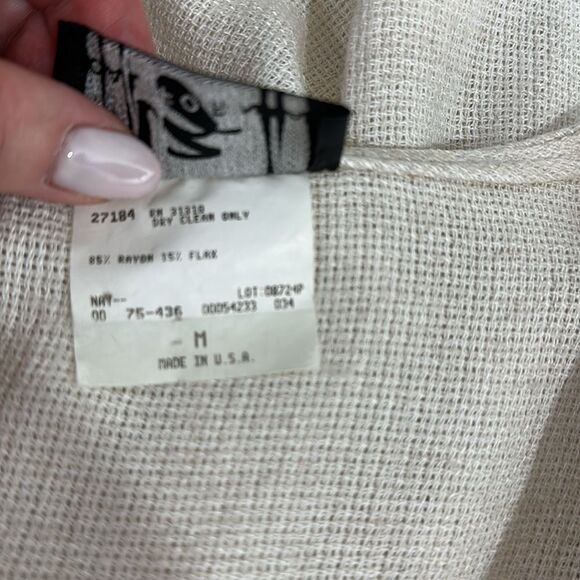 27184 RN 31310
DRY CLEAN ONLY
85% RAYON 15% FLAX
NAT-- LOT:08724P
00 75-436 00054233 034
- M
MADE IN U.S.A.